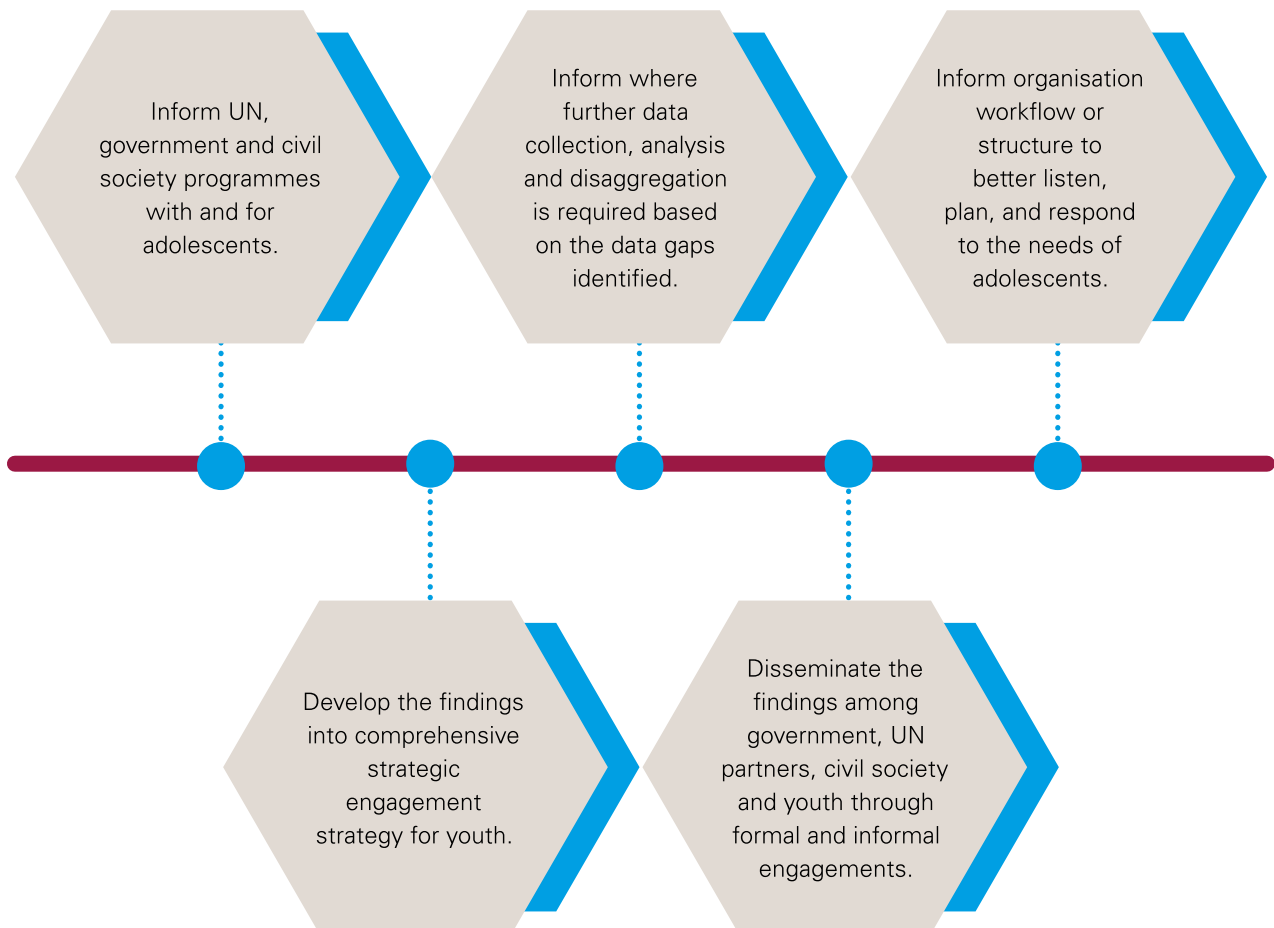 Inform UN,
government and civil
society programmes
with and for
adolescents.
Inform where
further data
collection, analysis
and disaggregation
is required based
on the data gaps
identified.
Inform organisation
workflow or
structure to
better listen,
plan, and respond
to the needs of
adolescents.
Develop the findings
into comprehensive
strategic
engagement
strategy for youth.
Disseminate the
findings among
government, UN
partners, civil society
and youth through
formal and informal
engagements.